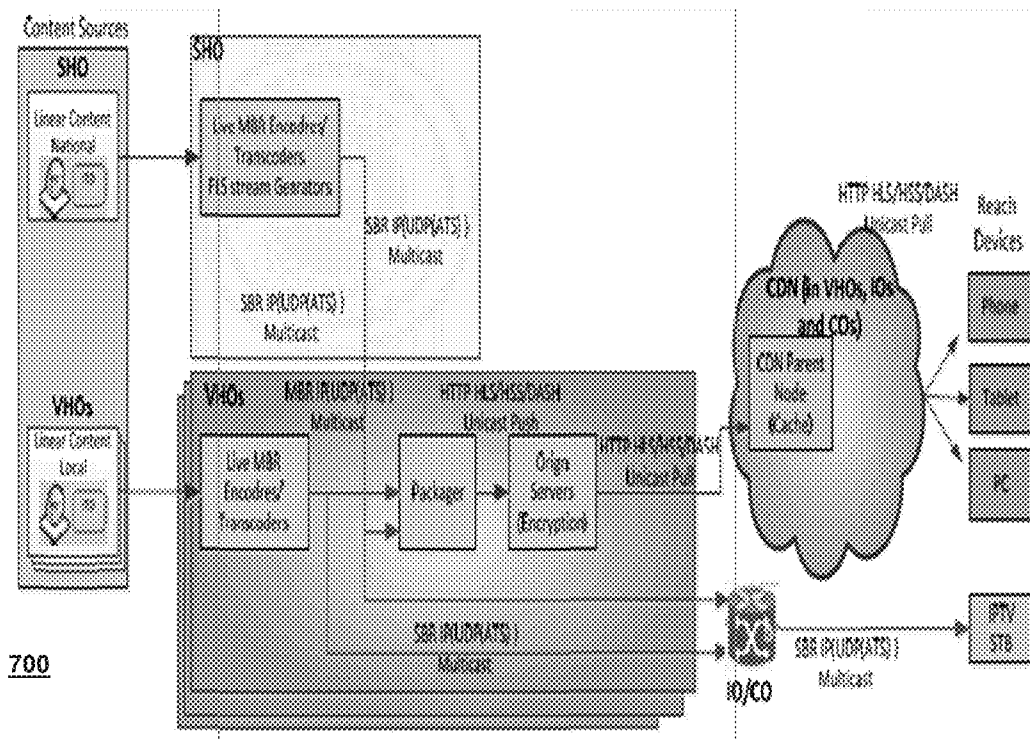 Content Sources
SHO
Linear Content
National
VHOs
Linear Content
Local
SHO
Live MBR Encodres/
Transcoders
FLS stream Gerators
SBR IP(UDP(ATS))
Multicast
SBR IP(UDP(ATS))
Multicast
VHOs
MBR IP(UDP(ATS))
Multicast
HTTP HLS/HSS/DASH
Unicast Push
Live MBR
Encodres/
Transcoders
Packager
Origin
Servers
(Encryption)
HTTP HLS/HSS/DASH
Unicast Pull
SBR IP(UDP(ATS))
Multicast
CDN (in VHOs, IOs
and COs)
CDN Parent
Node
(Cache)
HTTP HLS/HSS/DASH
Unicast Pull
Reach
Devices
Phone
Tablet
PC
IO/CO
SBR IP(UDP(ATS))
Multicast
IPTV
STB
700